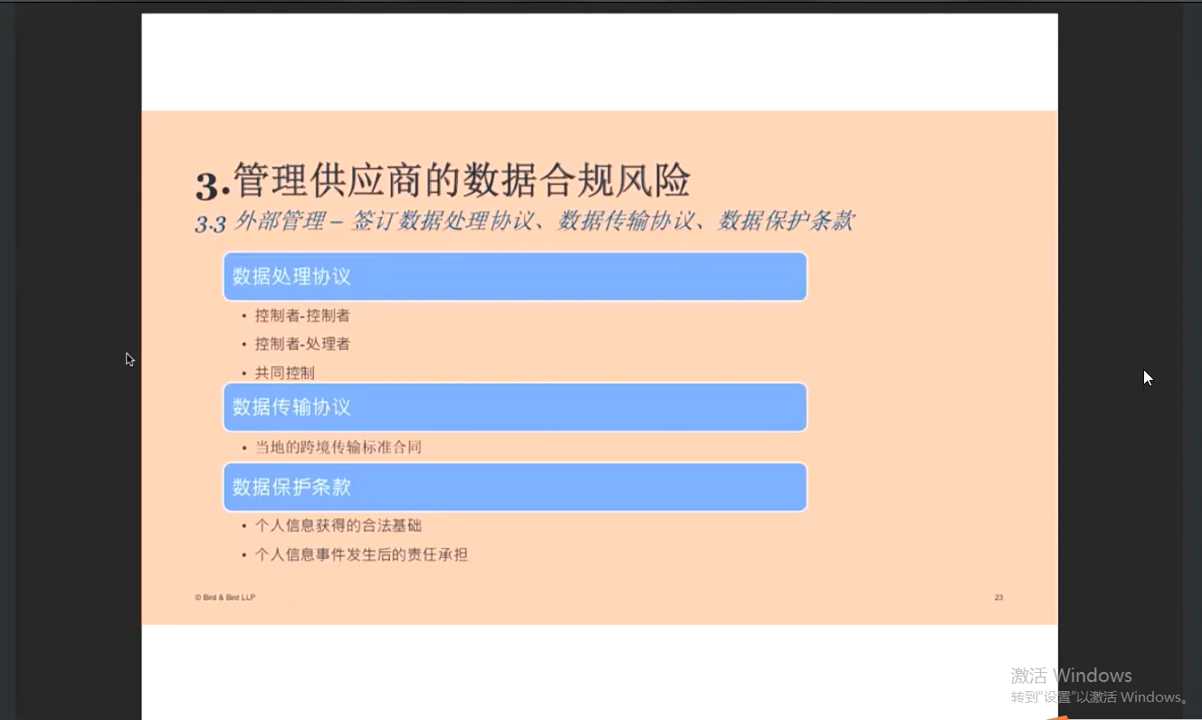 3.管理供应商的数据合规风险
3.3 外部管理 – 签订数据处理协议、数据传输协议、数据保护条款
数据处理协议
• 控制者-控制者
• 控制者-处理者
• 共同控制
数据传输协议
• 当地的跨境传输标准合同
数据保护条款
• 个人信息获得的合法基础
• 个人信息事件发生后的责任承担
© Bird & Bird LLP
23
激活 Windows
转到"设置"以激活 Windows。